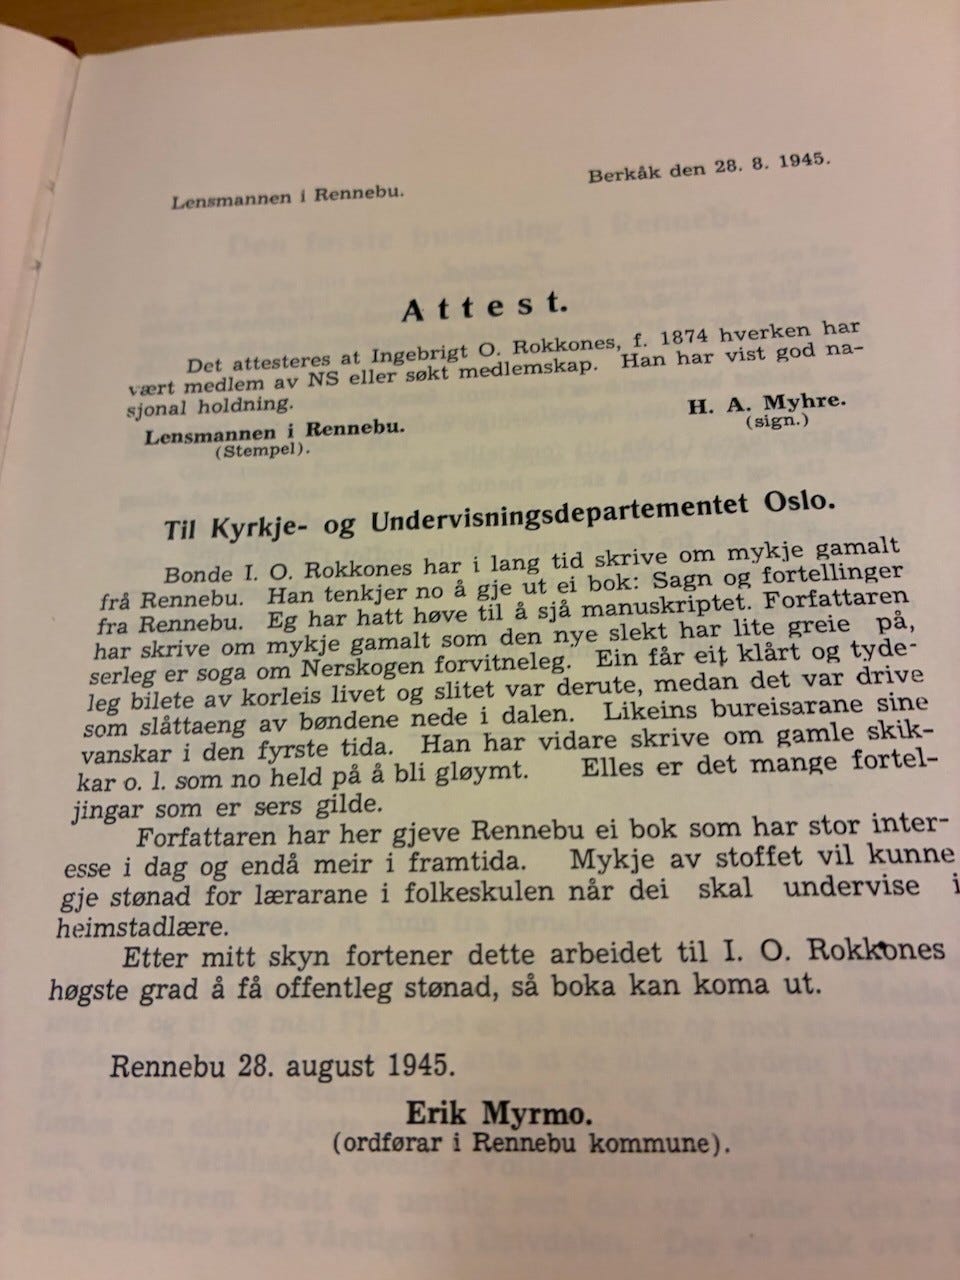 Lensmannen i Rennebu.
Berkåk den 28. 8. 1945.
Attest.
Det attesteres at Ingebrigt O. Rokkones, f. 1874 hverken har
vært medlem av NS eller søkt medlemskap. Han har vist god na-
sjonal holdning.
Lensmannen i Rennebu.
(Stempel).
H. A. Myhre.
(sign.)
Til Kyrkje- og Undervisningsdepartementet Oslo.
Bonde I. O. Rokkones har i lang tid skrive om mykje gamalt
frå Rennebu. Han tenkjer no å gje ut ei bok: Sagn og fortellinger
fra Rennebu. Eg har hatt høve til å sjå manuskriptet. Forfattaren
har skrive om mykje gamalt som den nye slekt har lite greie på,
serleg er soga om Nerskogen forvitneleg. Ein får eit klårt og tyde-
leg bilete av korleis livet og slitet var derute, medan det var drive
som slåttaeng av bøndene nede i dalen. Likeins bureisarane sine
vanskar i den fyrste tida. Han har vidare skrive om gamle skik-
kar o. l. som no held på å bli gløymt. Elles er det mange fortel-
jingar som er sers gilde.
Forfattaren har her gjeve Rennebu ei bok som har stor inter-
esse i dag og endå meir i framtida. Mykje av stoffet vil kunne
gje stønad for lærarane i folkeskulen når dei skal undervise i
heimstadlære.
Etter mitt skyn fortener dette arbeidet til I. O. Rokkones
høgste grad å få offentleg stønad, så boka kan koma ut.
Rennebu 28. august 1945.
Erik Myrmo.
(ordførar i Rennebu kommune).